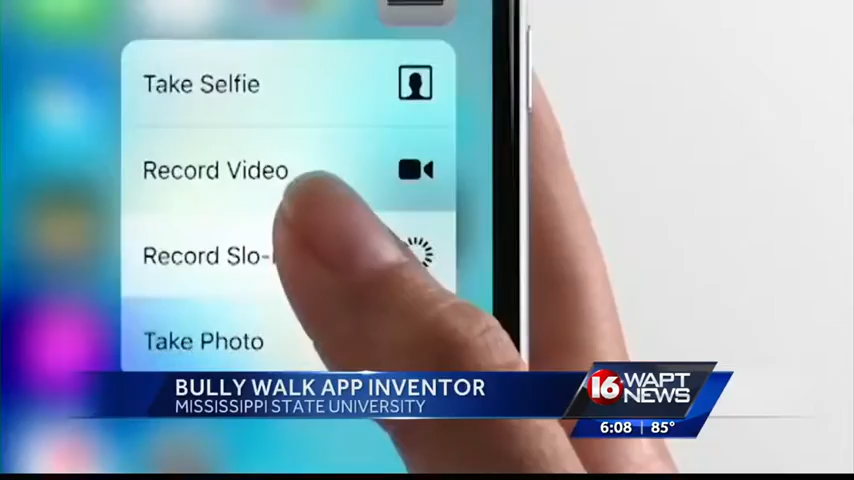 Take Selfie
Record Video
Record Slo-
Take Photo
BULLY WALK APP INVENTOR
MISSISSIPPI STATE UNIVERSITY
16 WAPT
NEWS
6:08 | 85°